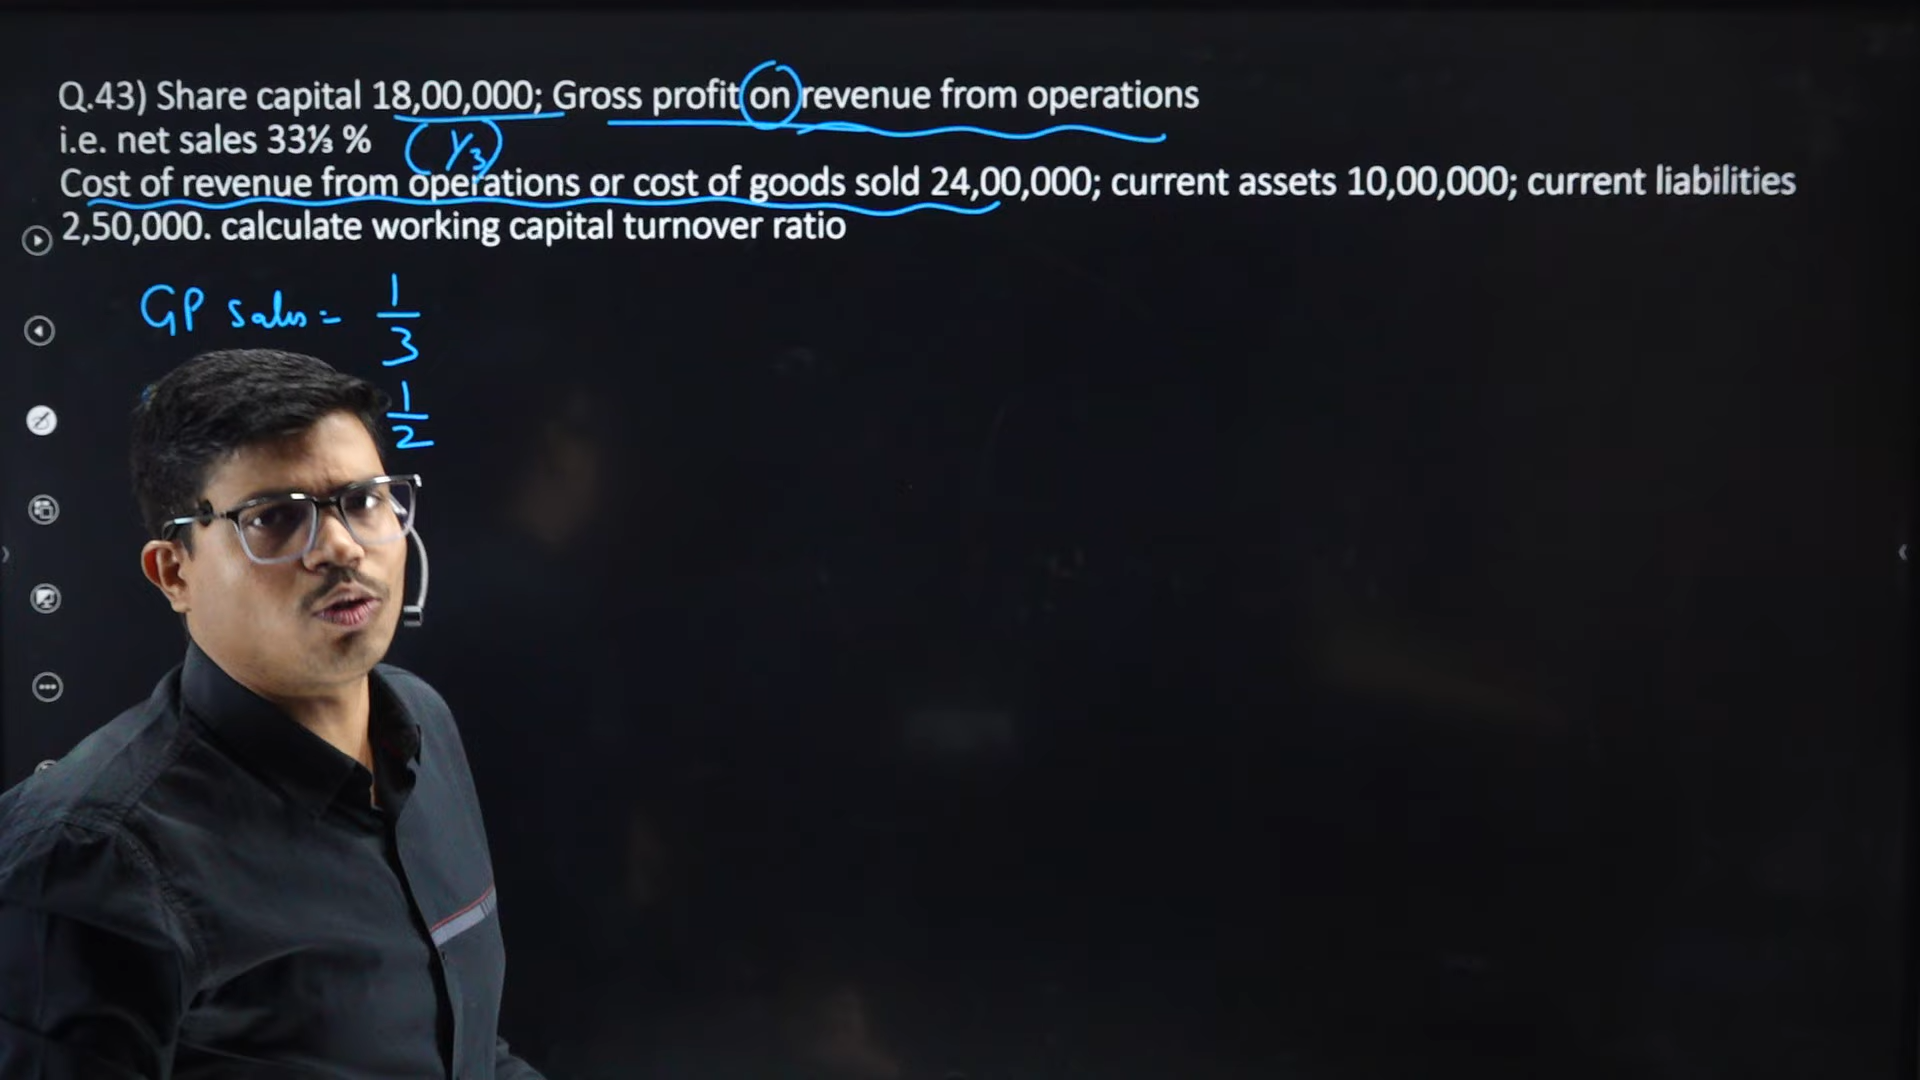 Q.43) Share capital 18,00,000; Gross profit on revenue from operations
i.e. net sales 33⅓ %
(1/3)
Cost of revenue from operations or cost of goods sold 24,00,000; current assets 10,00,000; current liabilities
2,50,000. calculate working capital turnover ratio
GP Sales = 1/3
1/2